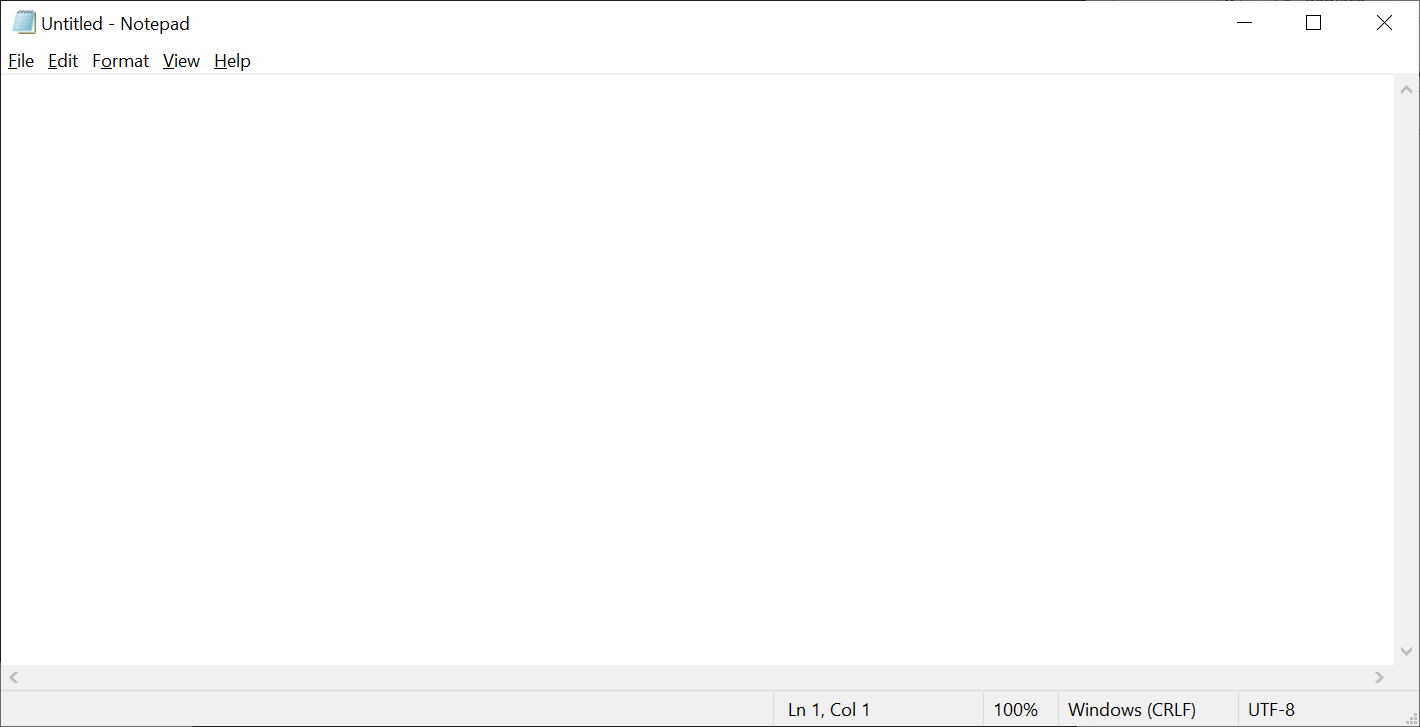 Untitled - Notepad
File Edit Format View Help
Ln 1, Col 1 100% Windows (CRLF) UTF-8